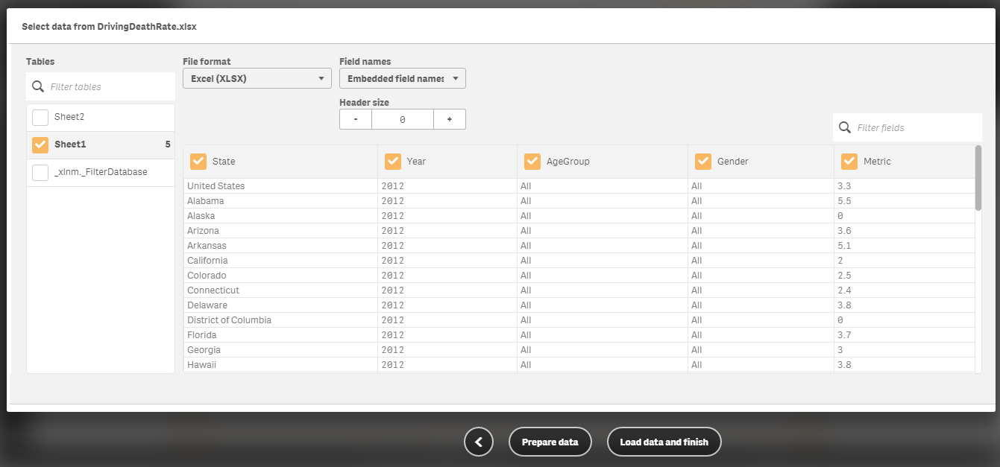 Select data from DrivingDeathRate.xlsx
Tables
File format
Field names
Filter tables
Excel (XLSX)
Embedded field names
Header size
- 0 +
Filter fields
Sheet2
Sheet1 5
_xlnm._FilterDatabase
State Year AgeGroup Gender Metric
United States 2012 All All 3.3
Alabama 2012 All All 5.5
Alaska 2012 All All 0
Arizona 2012 All All 3.6
Arkansas 2012 All All 5.1
California 2012 All All 2
Colorado 2012 All All 2.5
Connecticut 2012 All All 2.4
Delaware 2012 All All 3.8
District of Columbia 2012 All All 0
Florida 2012 All All 3.7
Georgia 2012 All All 3
Hawaii 2012 All All 3.8
Prepare data
Load data and finish